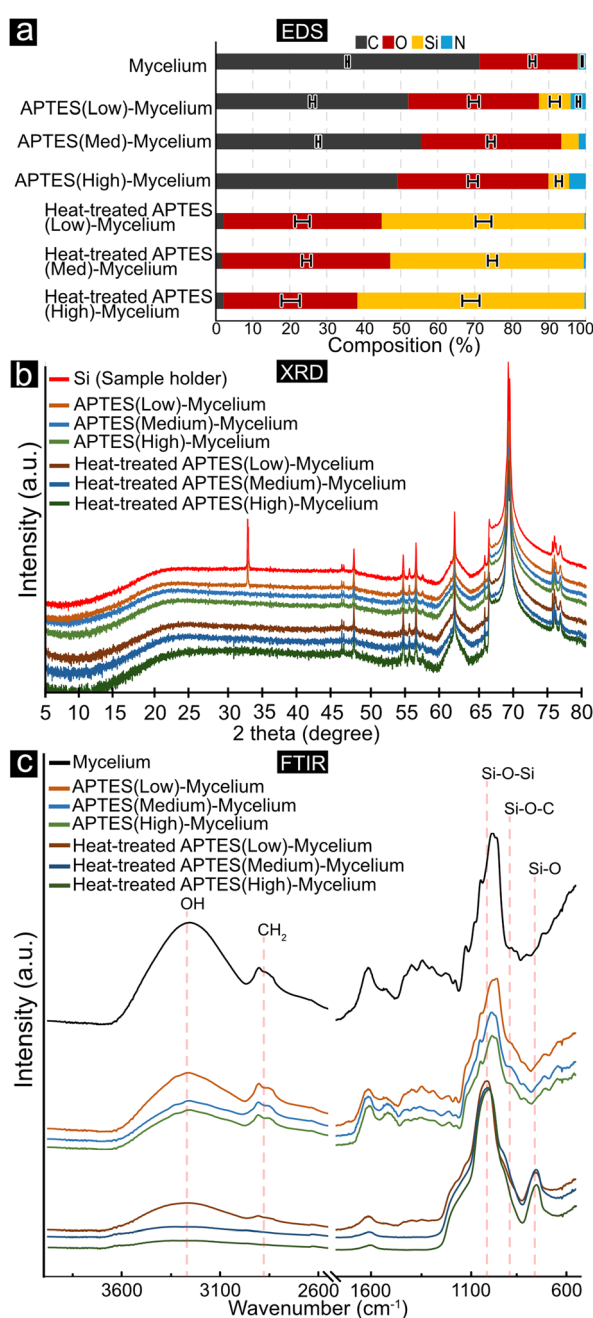 a EDS
C O Si N
Mycelium
APTES(Low)-Mycelium
APTES(Med)-Mycelium
APTES(High)-Mycelium
Heat-treated APTES
(Low)-Mycelium
Heat-treated APTES
(Med)-Mycelium
Heat-treated APTES
(High)-Mycelium
0 10 20 30 40 50 60 70 80 90 100
Composition (%)
b XRD
Si (Sample holder)
APTES(Low)-Mycelium
APTES(Medium)-Mycelium
APTES(High)-Mycelium
Heat-treated APTES(Low)-Mycelium
Heat-treated APTES(Medium)-Mycelium
Heat-treated APTES(High)-Mycelium
Intensity (a.u.)
5 10 15 20 25 30 35 40 45 50 55 60 65 70 75 80
2 theta (degree)
c FTIR
Mycelium
APTES(Low)-Mycelium
APTES(Medium)-Mycelium
APTES(High)-Mycelium
Heat-treated APTES(Low)-Mycelium
Heat-treated APTES(Medium)-Mycelium
Heat-treated APTES(High)-Mycelium
Si-O-Si
Si-O-C
Si-O
OH
CH2
Intensity (a.u.)
3600 3100 2600 1600 1100 600
Wavenumber (cm-1)